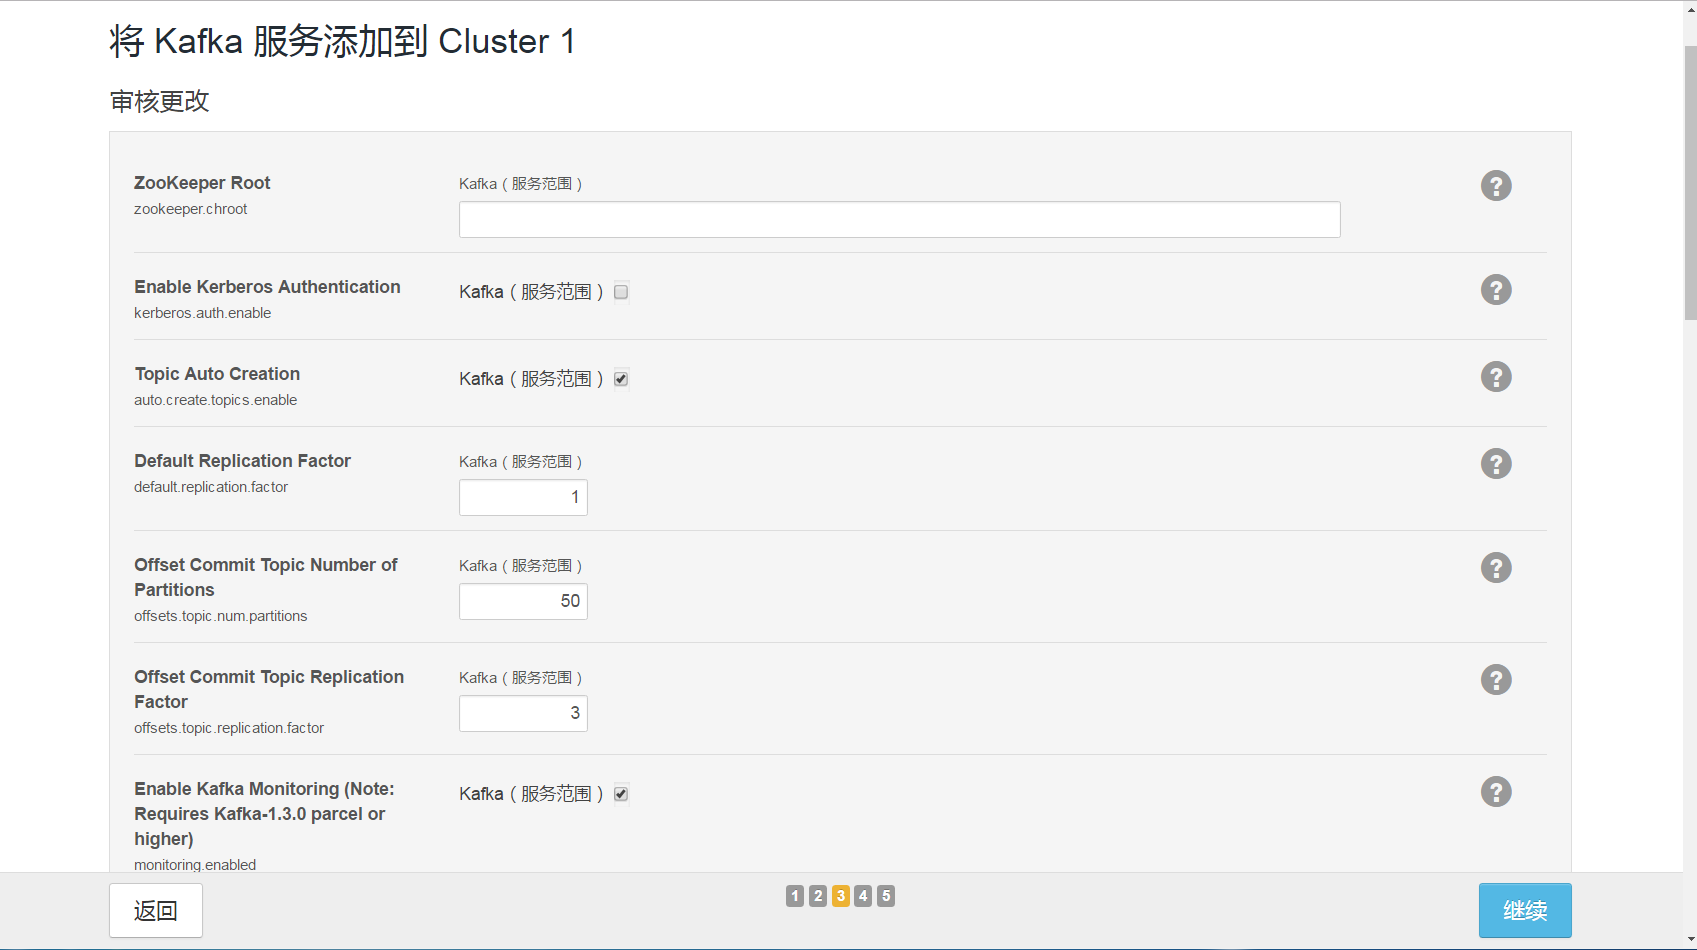 将 Kafka 服务添加到 Cluster 1
审核更改
ZooKeeper Root
zookeeper.chroot
Kafka（服务范围）
Enable Kerberos Authentication
kerberos.auth.enable
Kafka（服务范围）
Topic Auto Creation
auto.create.topics.enable
Kafka（服务范围）
Default Replication Factor
default.replication.factor
Kafka（服务范围）
1
Offset Commit Topic Number of
Partitions
offsets.topic.num.partitions
Kafka（服务范围）
50
Offset Commit Topic Replication
Factor
offsets.topic.replication.factor
Kafka（服务范围）
3
Enable Kafka Monitoring (Note:
Requires Kafka-1.3.0 parcel or
higher)
monitoring.enabled
Kafka（服务范围）
返回
1 2 3 4 5
继续